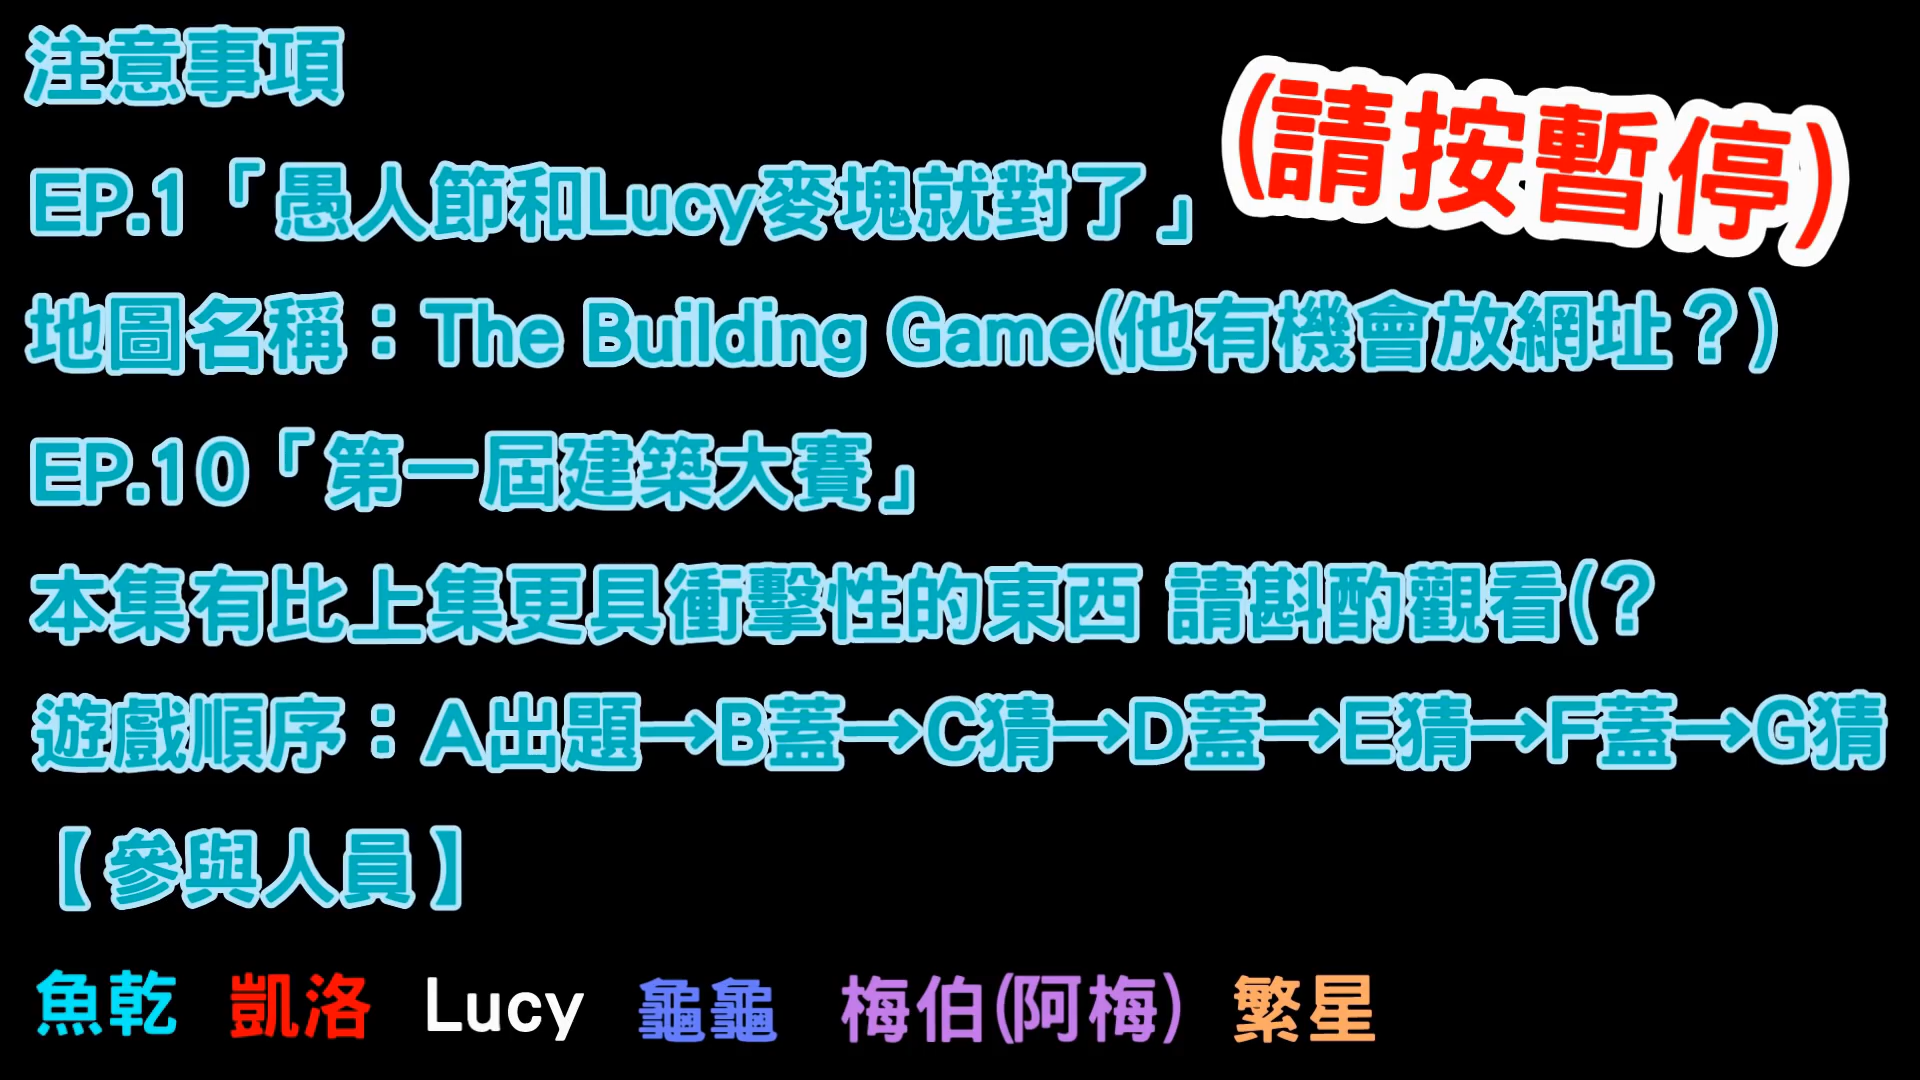 注意事項
(請按暫停)
EP.1「愚人節和Lucy麥塊就對了」
地圖名稱：The Building Game(他有機會放網址？)
EP.10「第一屆建築大賽」
本集有比上集更具衝擊性的東西 請斟酌觀看(？
遊戲順序：A出題→B蓋→C猜→D蓋→E猜→F蓋→G猜
【參與人員】
魚乾 凱洛 Lucy 龜龜 梅伯(阿梅) 繁星